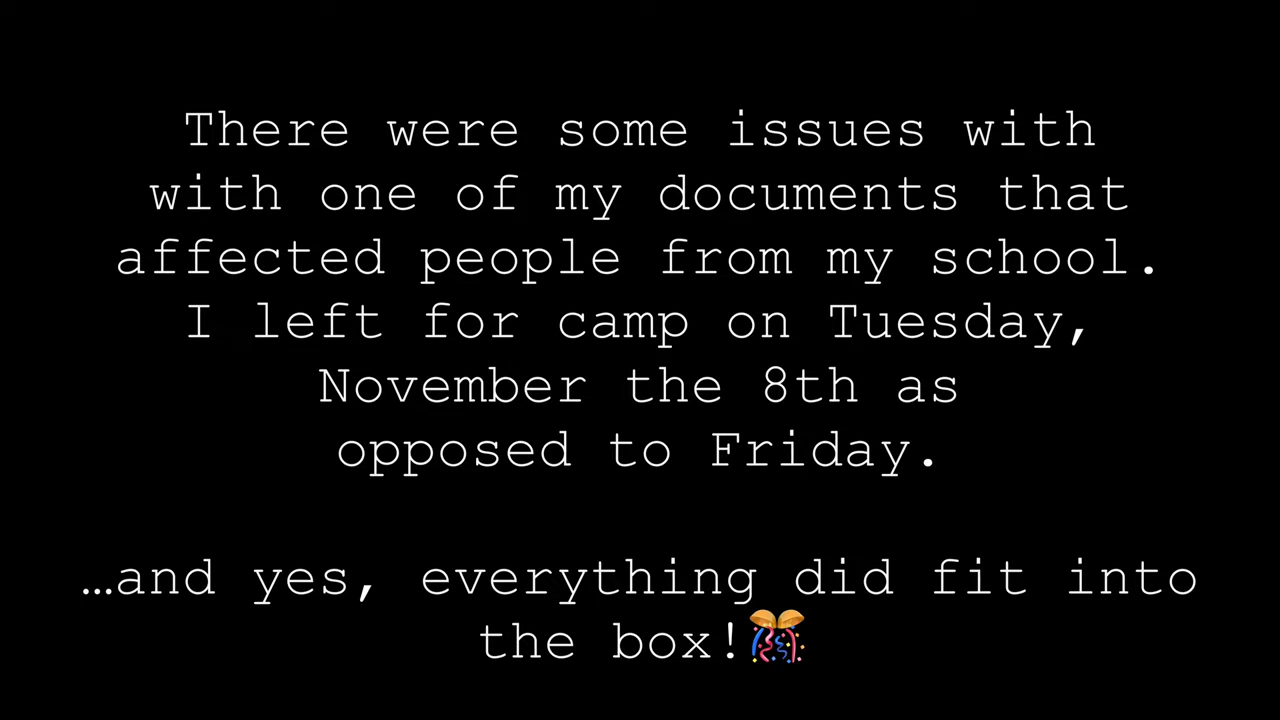 There were some issues with
with one of my documents that
affected people from my school.
I left for camp on Tuesday,
November the 8th as
opposed to Friday.
…and yes, everything did fit into
the box!🎊